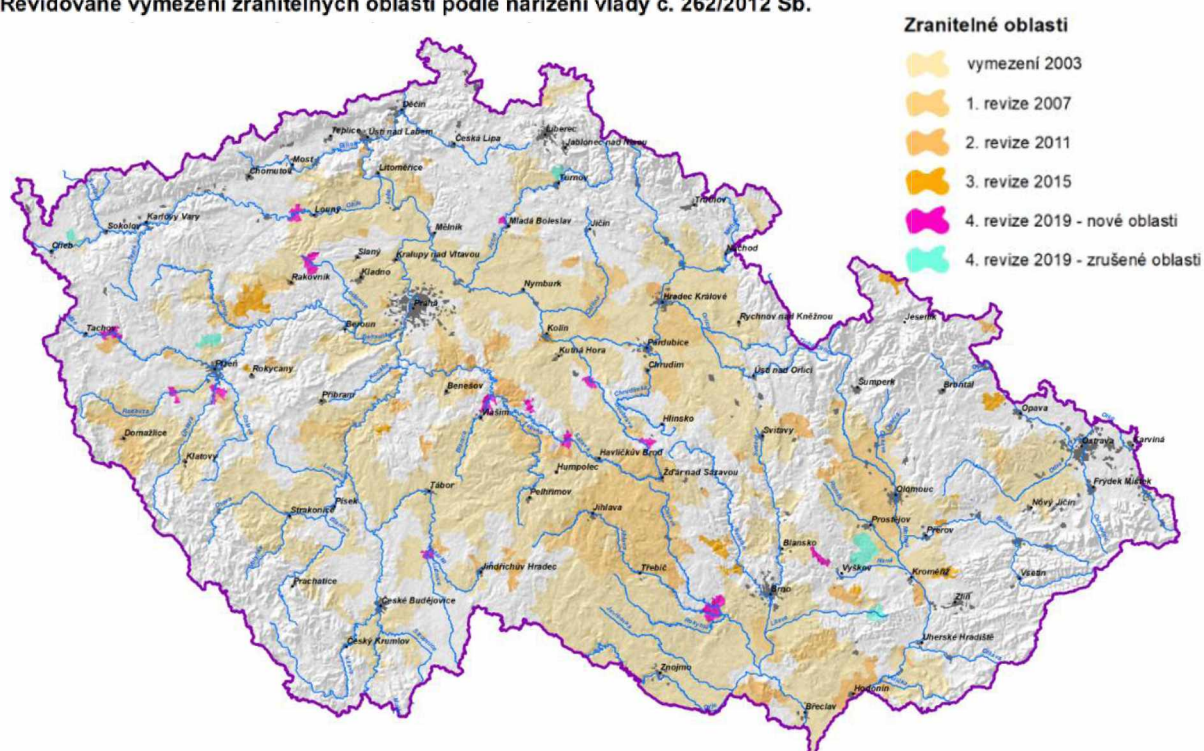 Revidované vymezení zranitelných oblastí podle nařízení vlády č. 262/2012 Sb.
Zranitelné oblasti
vymezení 2003
1. revize 2007
2. revize 2011
3. revize 2015
4. revize 2019 - nové oblasti
4. revize 2019 - zrušené oblasti
Děčín
Teplice
Ústí nad Labem
Česká Lípa
Liberec
Jablonec nad Nisou
Most
Chomutov
Litoměřice
Turnov
Trutnov
Louny
Karlovy Vary
Sokolov
Cheb
Mělník
Mladá Boleslav
Jičín
Náchod
Slaný
Kralupy nad Vltavou
Kladno
Rakovník
Nymburk
Praha
Hradec Králové
Rychnov nad Kněžnou
Jeseník
Tachov
Beroun
Kolín
Pardubice
Kutná Hora
Chrudim
Plzeň
Rokycany
Ústí nad Orlicí
Šumperk
Bruntál
Příbram
Benešov
Vlašim
Hlinsko
Svitavy
Opava
Domažlice
Ostrava
Karviná
Klatovy
Havlíčkův Brod
Humpolec
Žďár nad Sázavou
Frýdek Místek
Tábor
Pelhřimov
Olomouc
Nový Jičín
Písek
Strakonice
Jihlava
Prostějov
Přerov
Blansko
Jindřichův Hradec
Třebíč
Vyškov
Kroměříž
Vsetín
Prachatice
Brno
Zlín
České Budějovice
Český Krumlov
Uherské Hradiště
Znojmo
Hodonín
Břeclav